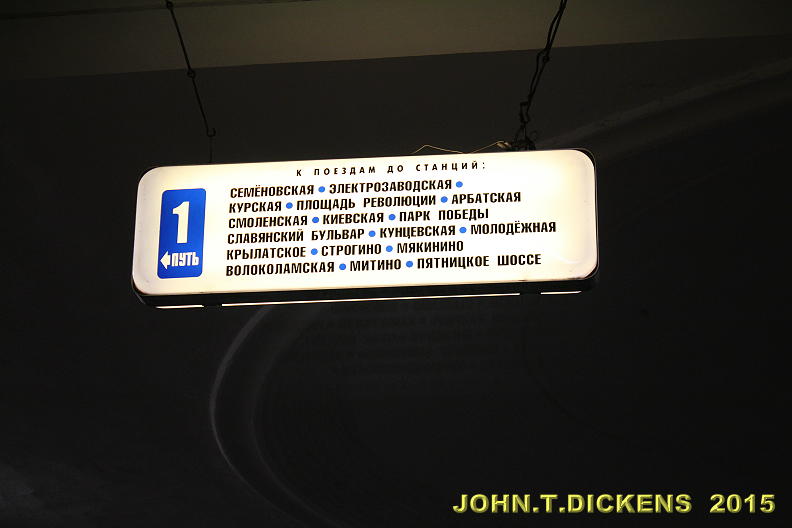 К ПОЕЗДАМ ДО СТАНЦИЙ:
1
ПУТЬ
СЕМЁНОВСКАЯ • ЭЛЕКТРОЗАВОДСКАЯ •
КУРСКАЯ • ПЛОЩАДЬ РЕВОЛЮЦИИ • АРБАТСКАЯ
СМОЛЕНСКАЯ • КИЕВСКАЯ • ПАРК ПОБЕДЫ
СЛАВЯНСКИЙ БУЛЬВАР • КУНЦЕВСКАЯ • МОЛОДЁЖНАЯ
КРЫЛАТСКОЕ • СТРОГИНО • МЯКИНИНО
ВОЛОКОЛАМСКАЯ • МИТИНО • ПЯТНИЦКОЕ ШОССЕ
JOHN.T.DICKENS 2015